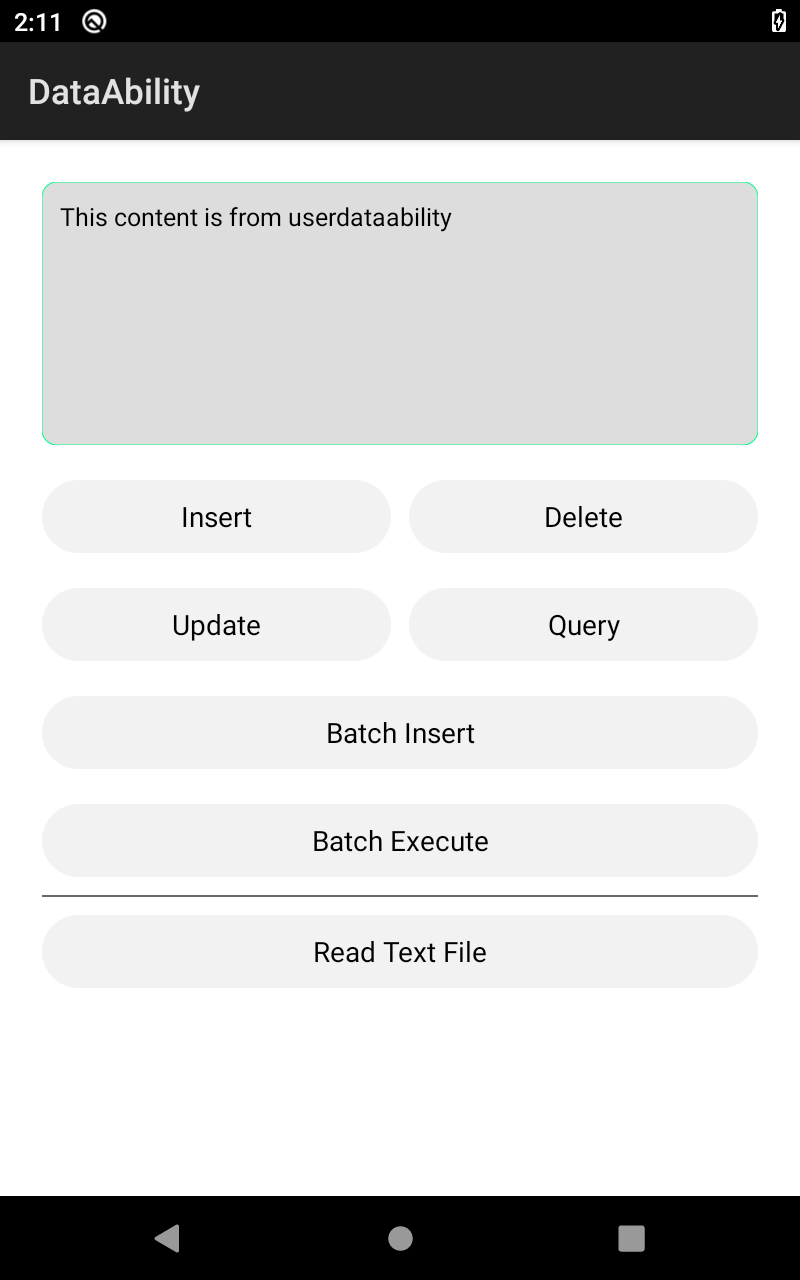 2:11
DataAbility
This content is from userdataability
Insert
Delete
Update
Query
Batch Insert
Batch Execute
Read Text File